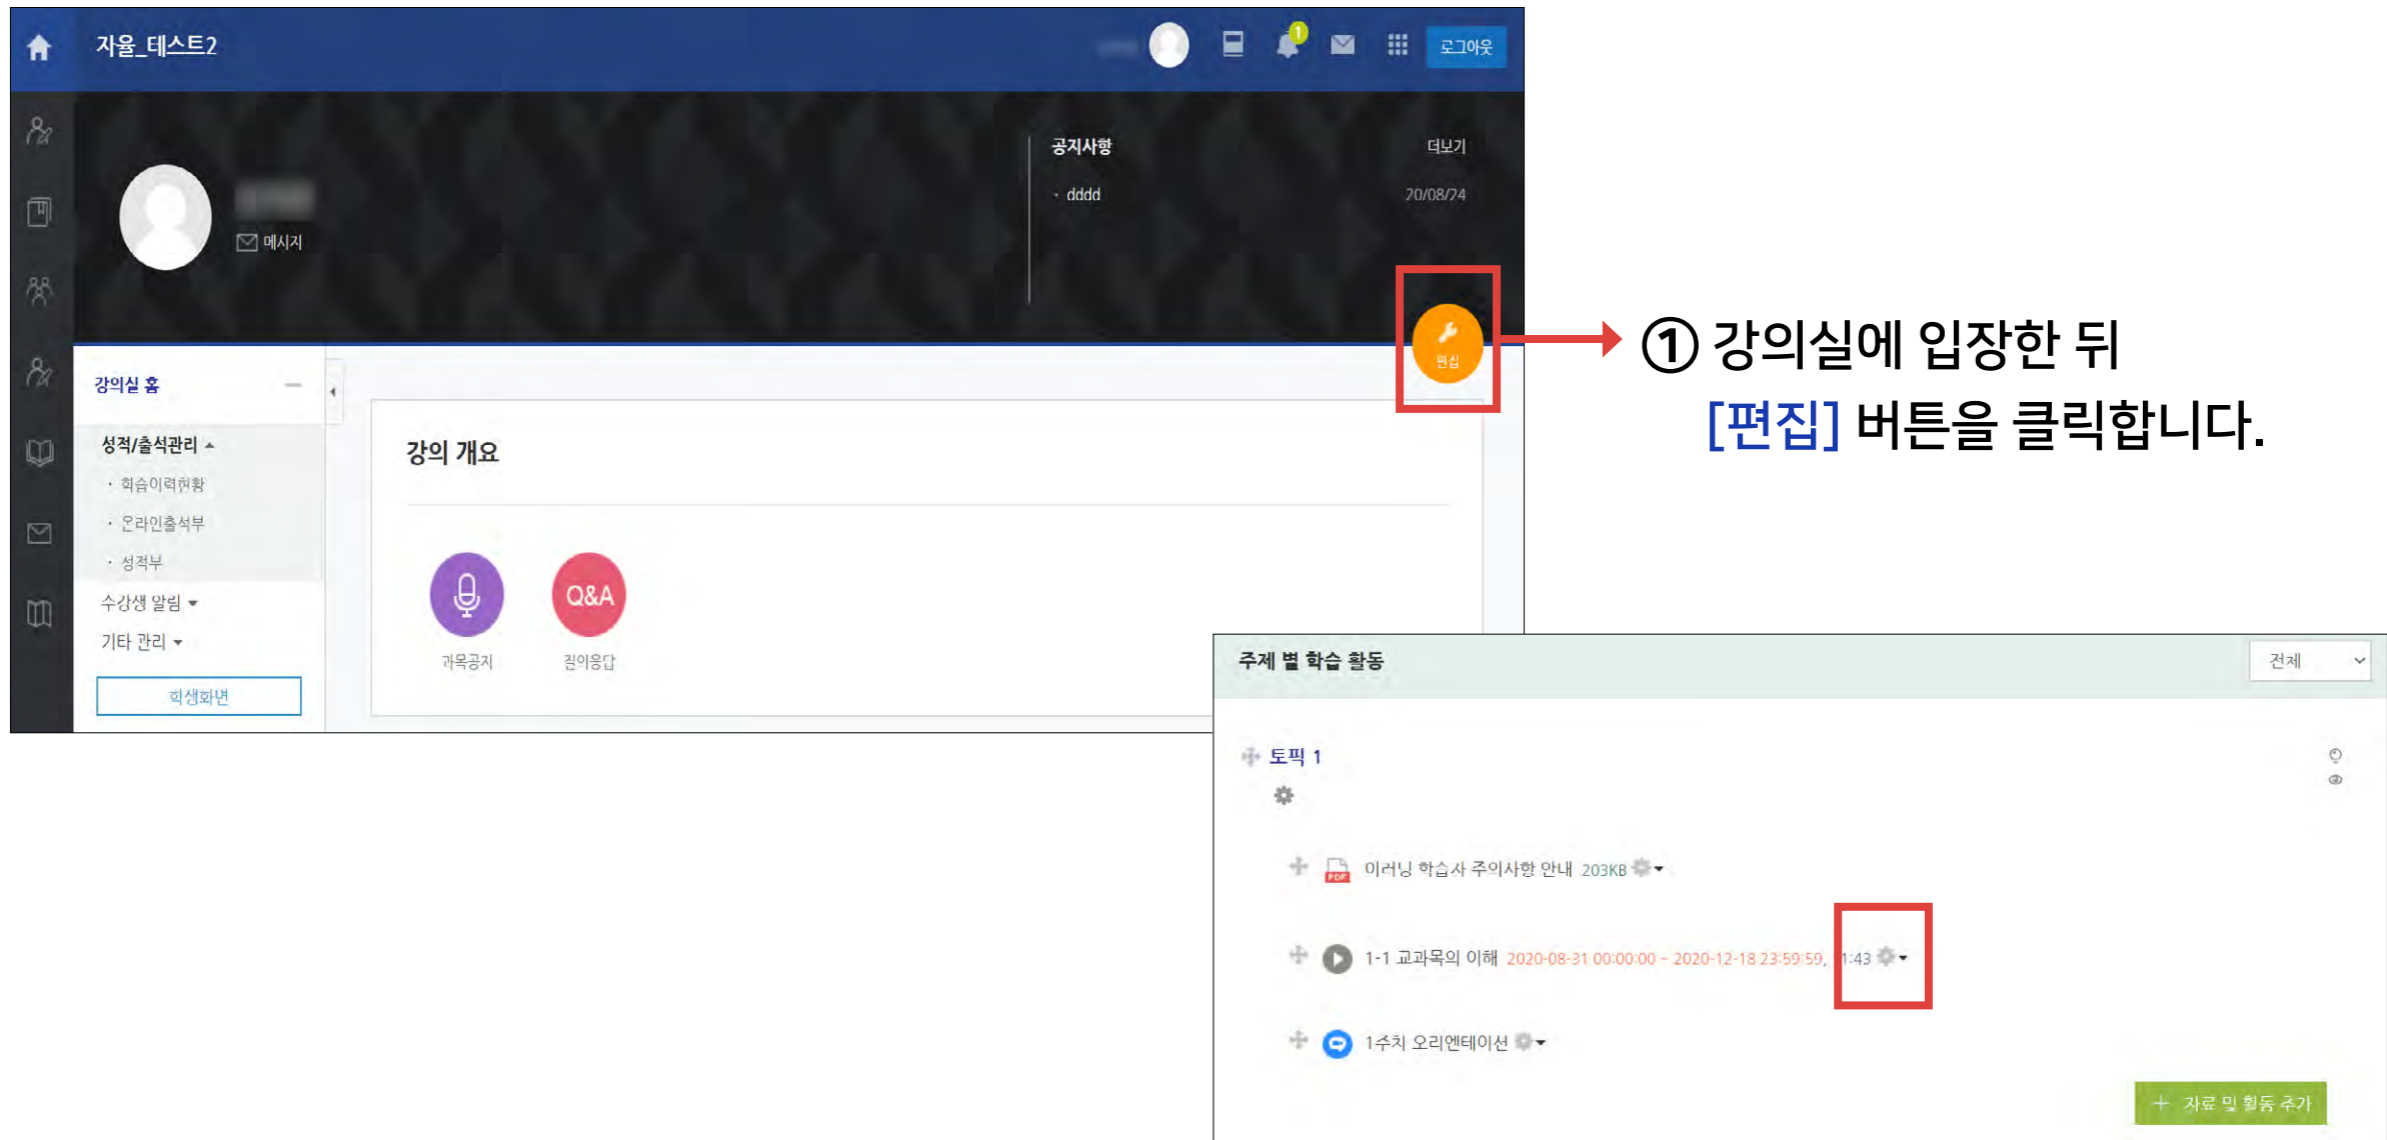 자율_테스트2
1
로그아웃
공지사항 더보기
· dddd 20/08/24
메시지
편집
① 강의실에 입장한 뒤
[편집] 버튼을 클릭합니다.
강의실 홈
성적/출석관리
· 학습이력현황
· 온라인출석부
· 성적부
수강생 알림
기타 관리
학생화면
강의 개요
Q&A
과목공지 질의응답
주제 별 학습 활동 전체
토픽 1
PDF 이러닝 학습자 주의사항 안내 203KB
1-1 교과목의 이해 2020-08-31 00:00:00 ~ 2020-12-18 23:59:59, :43
1주차 오리엔테이션
+ 자료 및 활동 추가